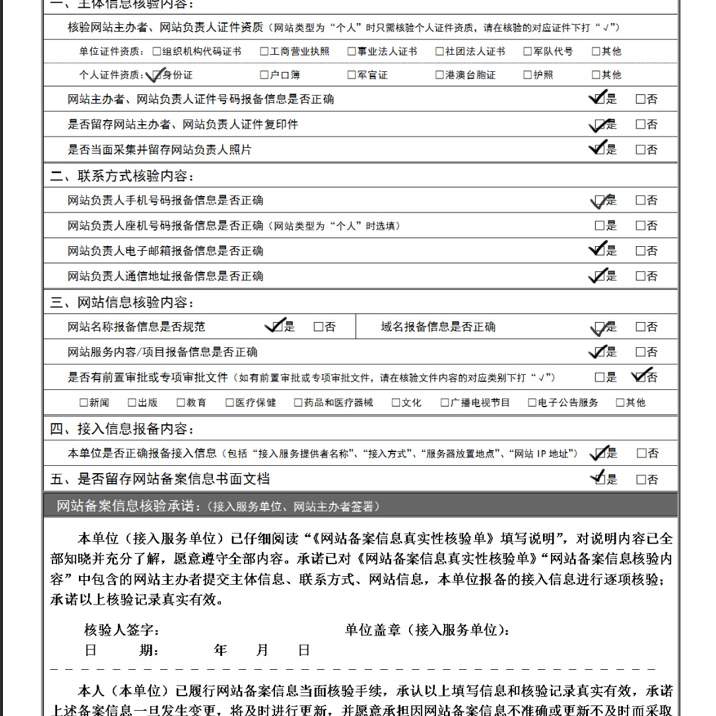 一、主体信息核验内容:
核验网站主办者、网站负责人证件资质（网站类型为“个人”时只需核验个人证件资质，请在核验的对应证件下打“√”）
单位证件资质: □组织机构代码证书 □工商营业执照 □事业法人证书 □社团法人证书 □军队代号 □其他
个人证件资质: ☑身份证 □户口簿 □军官证 □港澳台胞证 □护照 □其他
网站主办者、网站负责人证件号码报备信息是否正确 ☑是 □否
是否留存网站主办者、网站负责人证件复印件 ☑是 □否
是否当面采集并留存网站负责人照片 ☑是 □否
二、联系方式核验内容:
网站负责人手机号码报备信息是否正确 ☑是 □否
网站负责人座机号码报备信息是否正确（网站类型为“个人”时选填） □是 □否
网站负责人电子邮箱报备信息是否正确 ☑是 □否
网站负责人通信地址报备信息是否正确 ☑是 □否
三、网站信息核验内容:
网站名称报备信息是否规范 ☑是 □否 域名报备信息是否正确 ☑是 □否
网站服务内容/项目报备信息是否正确 ☑是 □否
是否有前置审批或专项审批文件（如有前置审批或专项审批文件，请在核验文件内容的对应类别下打“√”） □是 ☑否
□新闻 □出版 □教育 □医疗保健 □药品和医疗器械 □文化 □广播电视节目 □电子公告服务 □其他
四、接入信息报备内容:
本单位是否正确报备接入信息（包括“接入服务提供者名称”、“接入方式”、“服务器放置地点”、“网站 IP 地址”） ☑是 □否
五、是否留存网站备案信息书面文档 ☑是 □否
网站备案信息核验承诺:（接入服务单位、网站主办者签署）
本单位（接入服务单位）已仔细阅读“《网站备案信息真实性核验单》填写说明”，对说明内容已全
部知晓并充分了解，愿意遵守全部内容。承诺已对《网站备案信息真实性核验单》“网站备案信息核验内
容”中包含的网站主办者提交主体信息、联系方式、网站信息，本单位报备的接入信息进行逐项核验；
承诺以上核验记录真实有效。
核验人签字: 单位盖章（接入服务单位）:
日 期: 年 月 日
本人（本单位）已履行网站备案信息当面核验手续，承认以上填写信息和核验记录真实有效，承诺
上述备案信息一旦发生变更，将及时进行更新，并愿意承担因网站备案信息不准确或更新不及时而采取